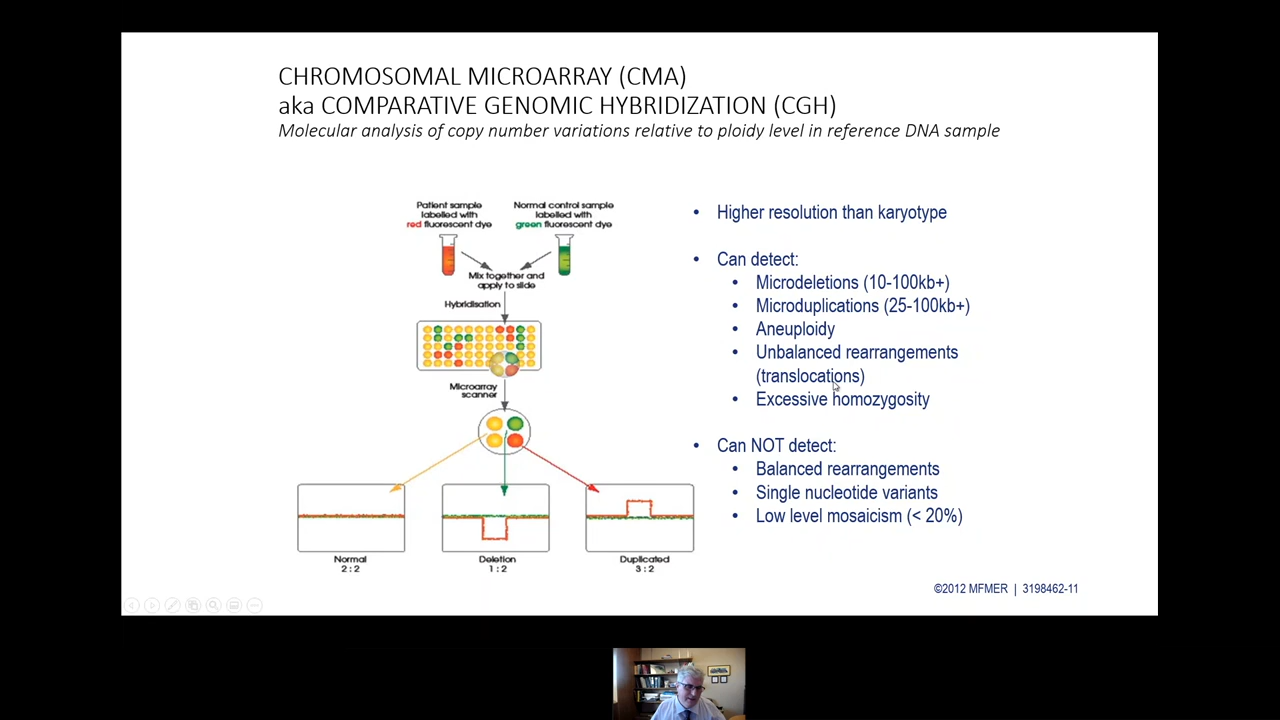 CHROMOSOMAL MICROARRAY (CMA)
aka COMPARATIVE GENOMIC HYBRIDIZATION (CGH)
Molecular analysis of copy number variations relative to ploidy level in reference DNA sample
Patient sample
labelled with
red fluorescent dye
Normal control sample
labelled with
green fluorescent dye
Mix together and
apply to slide
Hybridisation
Microarray
scanner
Normal
2 : 2
Deletion
1 : 2
Duplicated
3 : 2
• Higher resolution than karyotype
• Can detect:
• Microdeletions (10-100kb+)
• Microduplications (25-100kb+)
• Aneuploidy
• Unbalanced rearrangements
(translocations)
• Excessive homozygosity
• Can NOT detect:
• Balanced rearrangements
• Single nucleotide variants
• Low level mosaicism (< 20%)
©2012 MFMER | 3198462-11